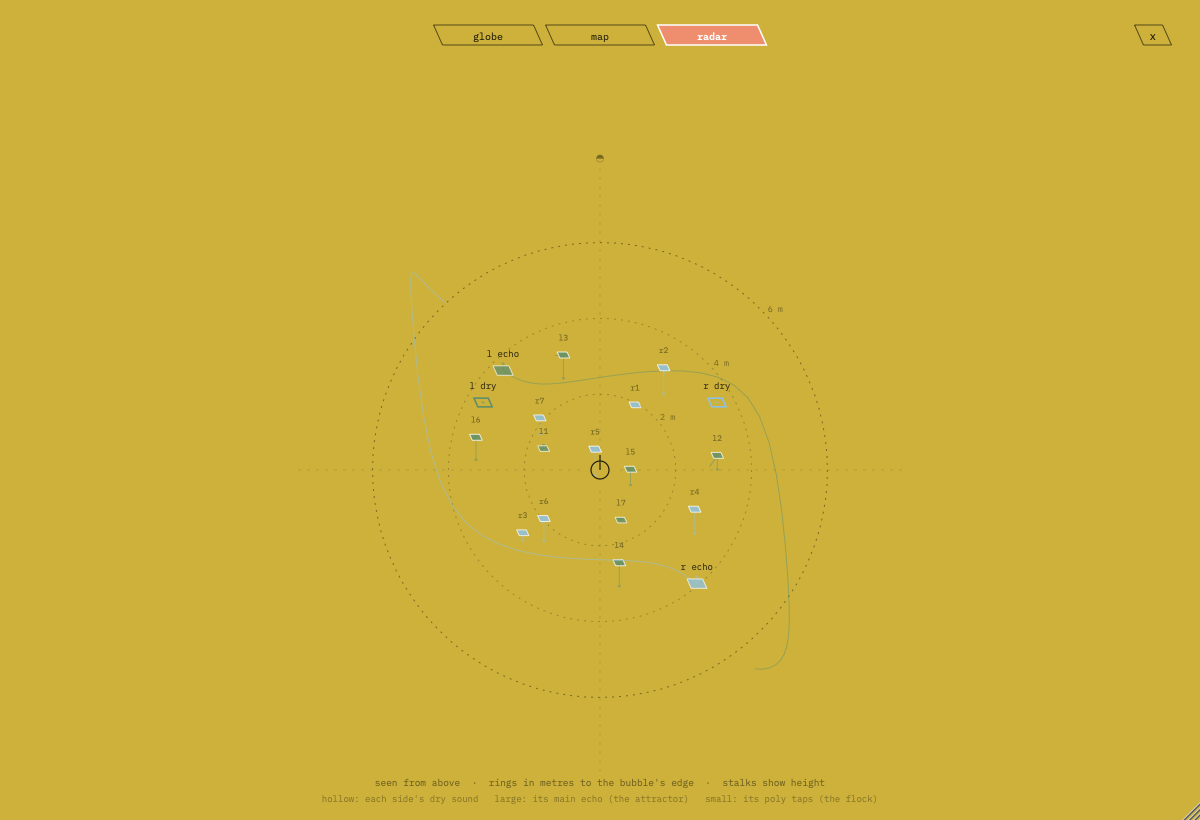 globe map radar x
6 m
l3
r2
l echo
4 m
l dry
r1
r dry
r7
2 m
l6
l1
r5
l2
l5
r4
r6
l7
r3
l4
r echo
seen from above · rings in metres to the bubble's edge · stalks show height
hollow: each side's dry sound large: its main echo (the attractor) small: its poly taps (the flock)